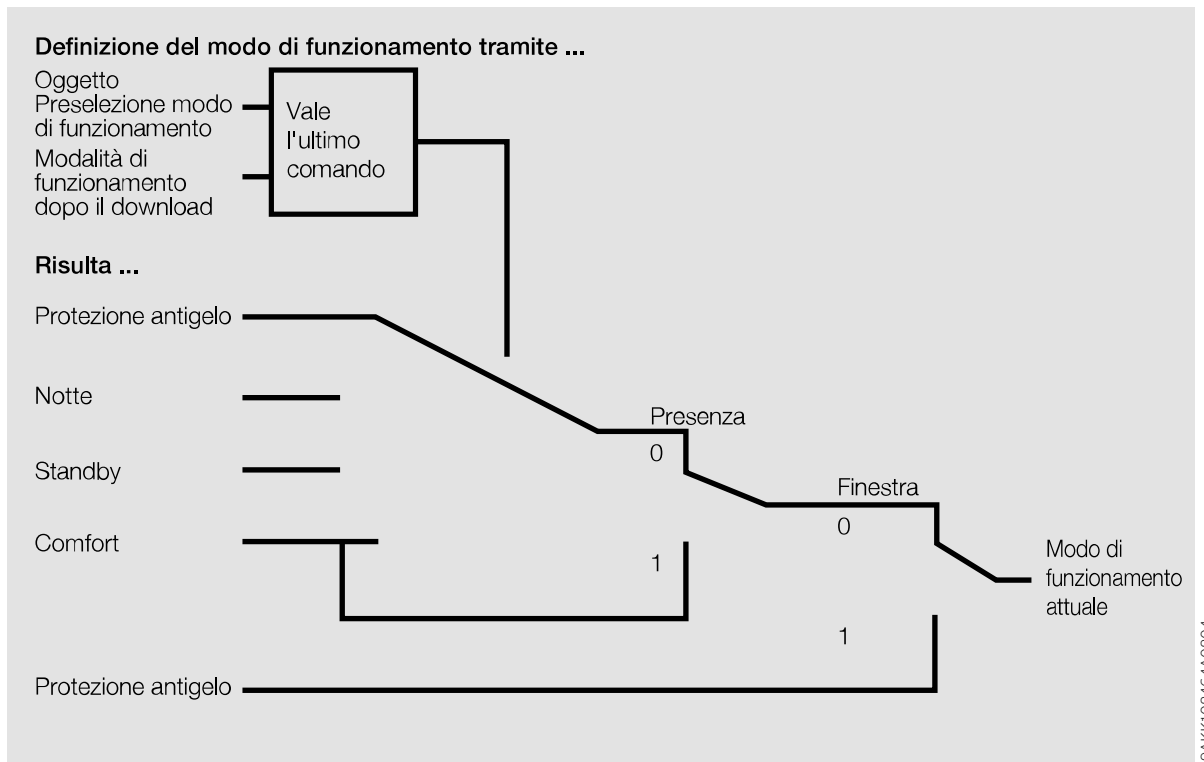 Definizione del modo di funzionamento tramite ...
Oggetto
Preselezione modo
di funzionamento
Modalità di
funzionamento
dopo il download
Vale
l'ultimo
comando
Risulta ...
Protezione antigelo
Notte
Standby
Comfort
Protezione antigelo
Presenza
0
1
Finestra
0
1
Modo di
funzionamento
attuale